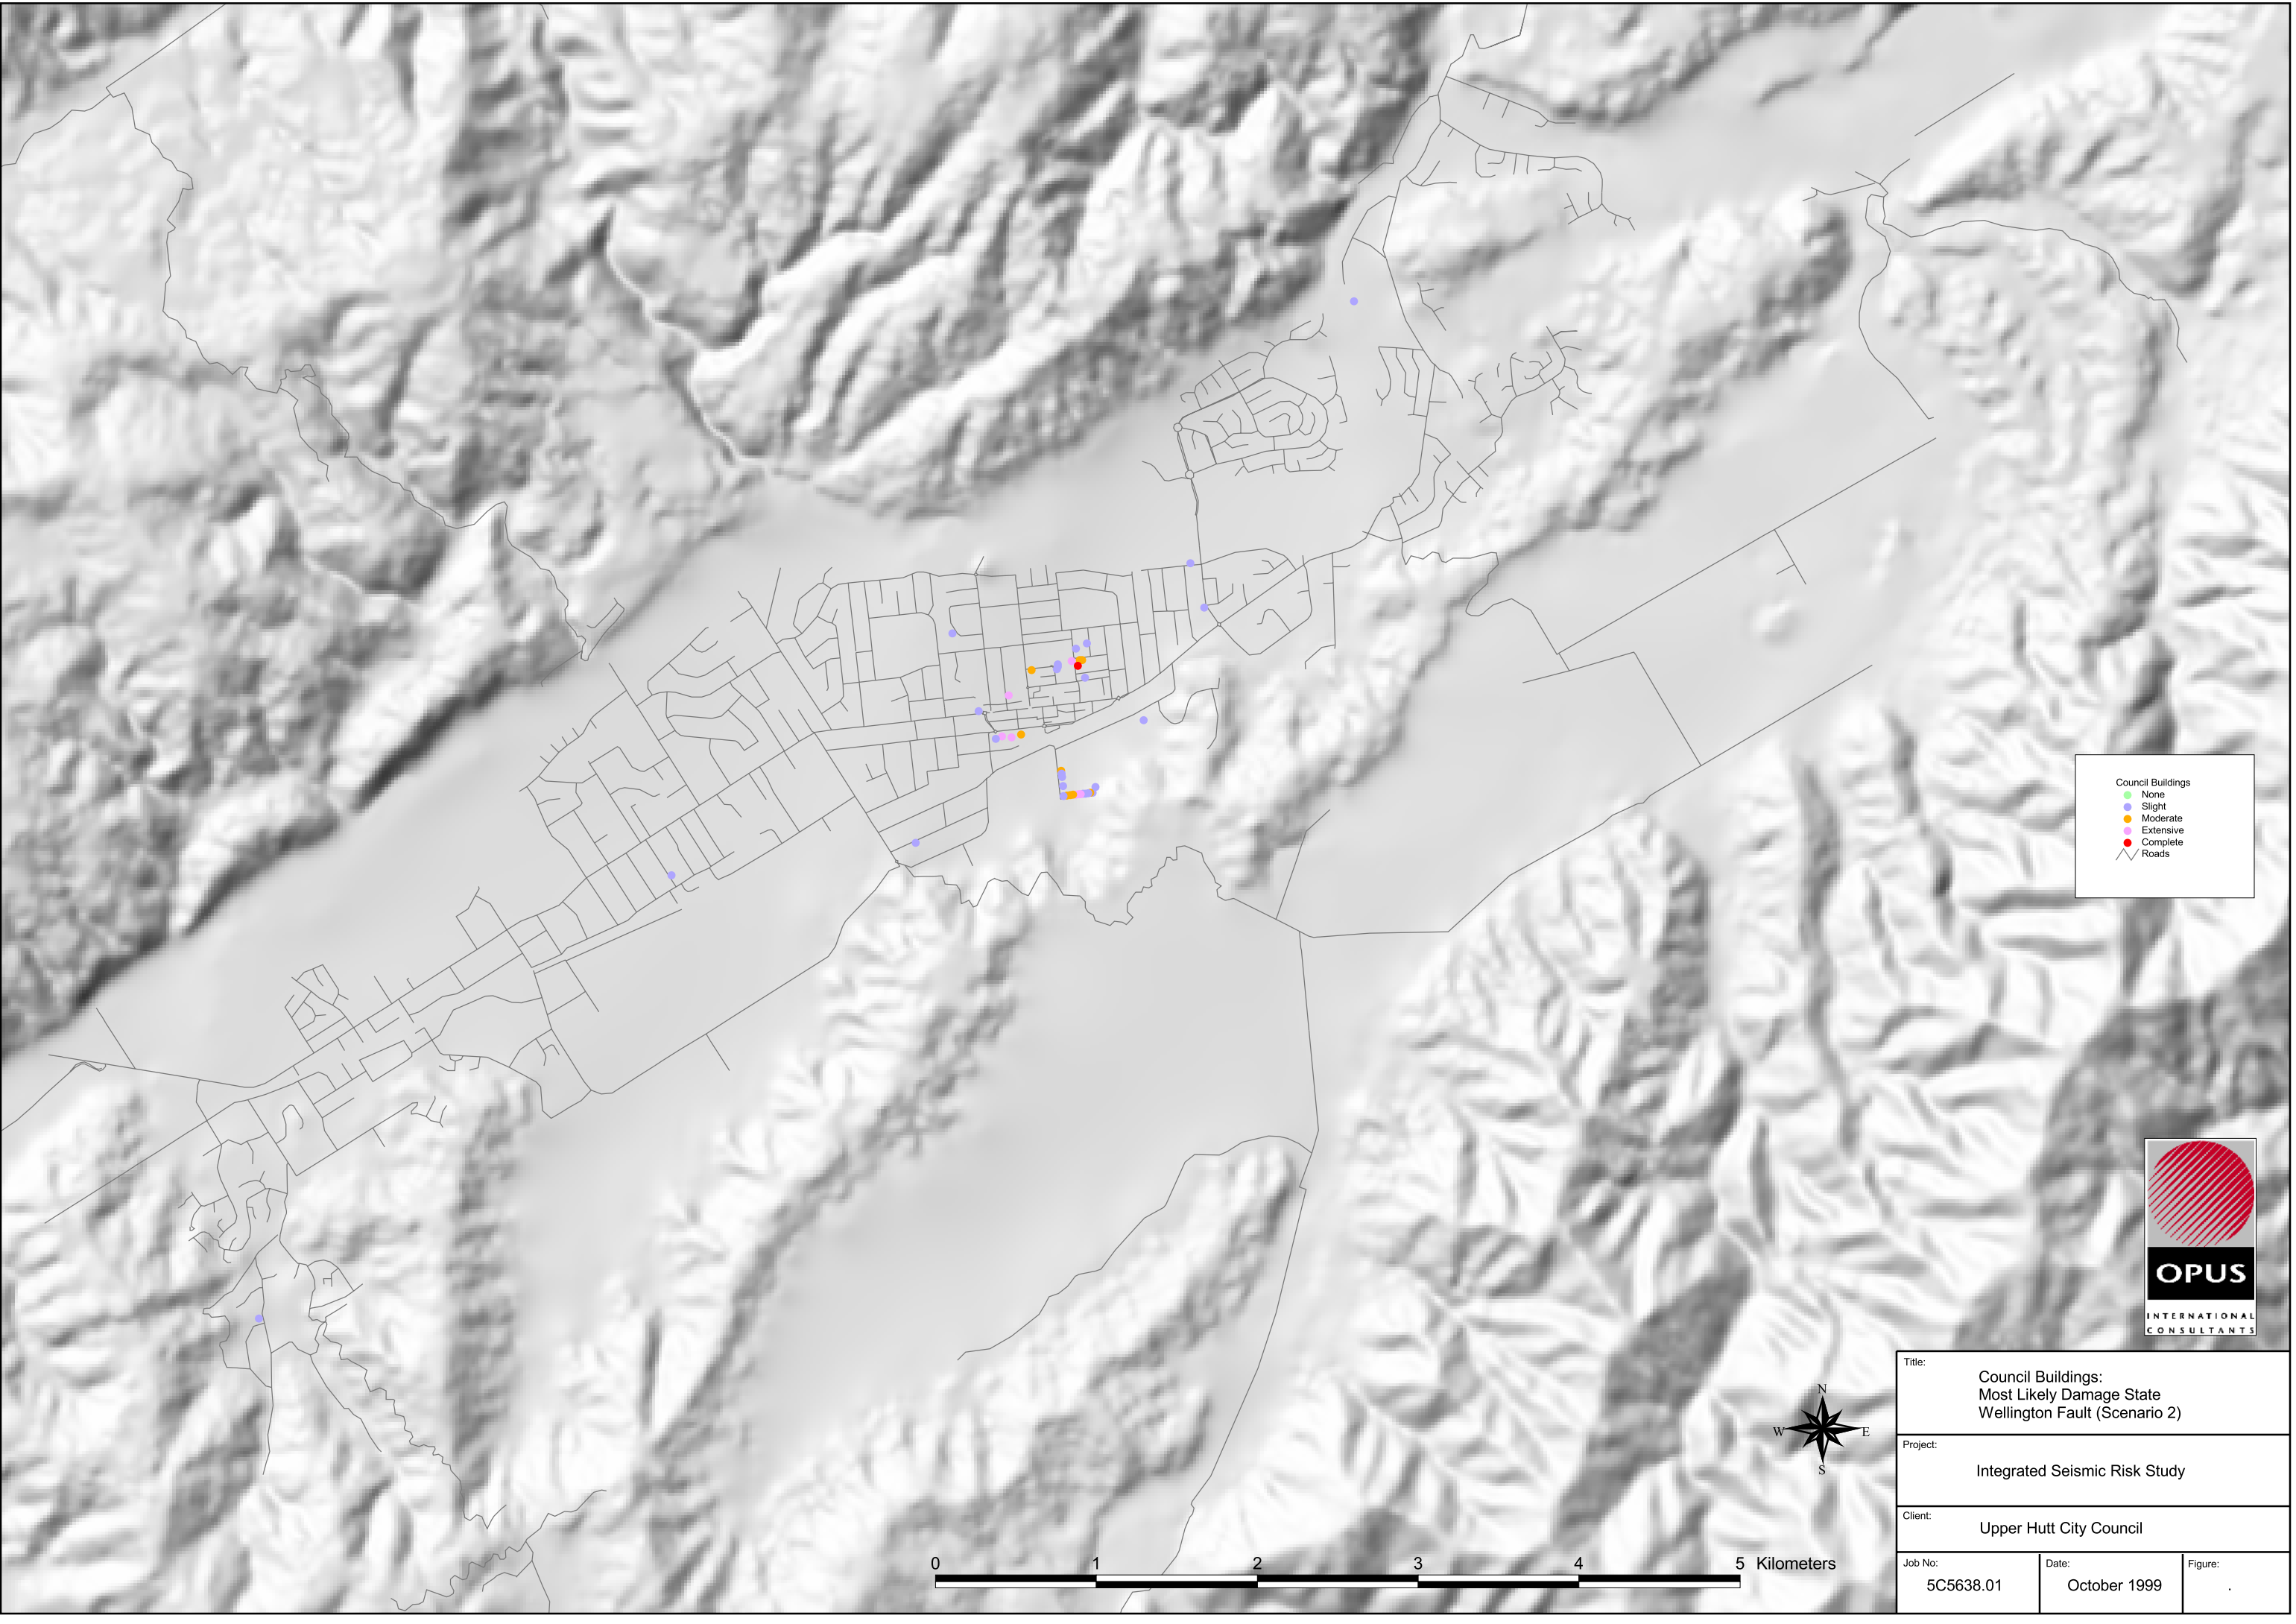 Council Buildings
None
Slight
Moderate
Extensive
Complete
Roads
OPUS
INTERNATIONAL
CONSULTANTS
N
W E
S
0 1 2 3 4 5 Kilometers
Title:
Council Buildings:
Most Likely Damage State
Wellington Fault (Scenario 2)
Project:
Integrated Seismic Risk Study
Client:
Upper Hutt City Council
Job No: Date: Figure:
5C5638.01 October 1999 .